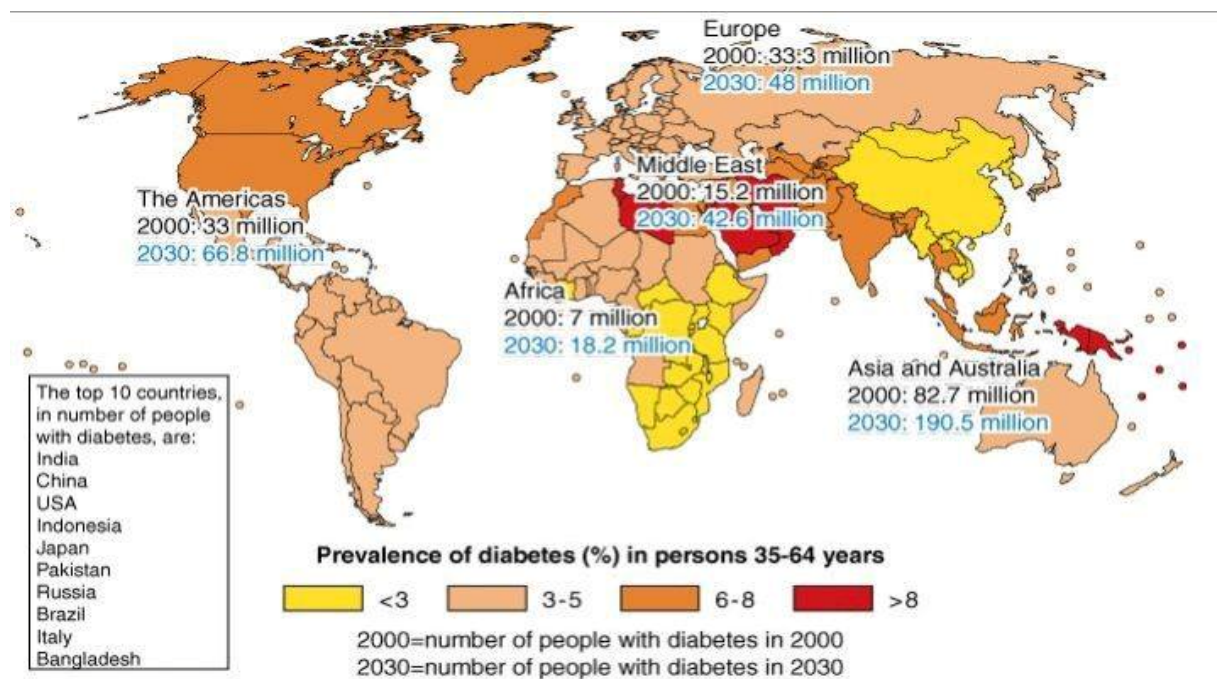 Europe
2000: 33.3 million
2030: 48 million
Middle East
2000: 15.2 million
2030: 42.6 million
The Americas
2000: 33 million
2030: 66.8 million
Africa
2000: 7 million
2030: 18.2 million
Asia and Australia
2000: 82.7 million
2030: 190.5 million
The top 10 countries,
in number of people
with diabetes, are:
India
China
USA
Indonesia
Japan
Pakistan
Russia
Brazil
Italy
Bangladesh
Prevalence of diabetes (%) in persons 35-64 years
<3 3-5 6-8 >8
2000=number of people with diabetes in 2000
2030=number of people with diabetes in 2030